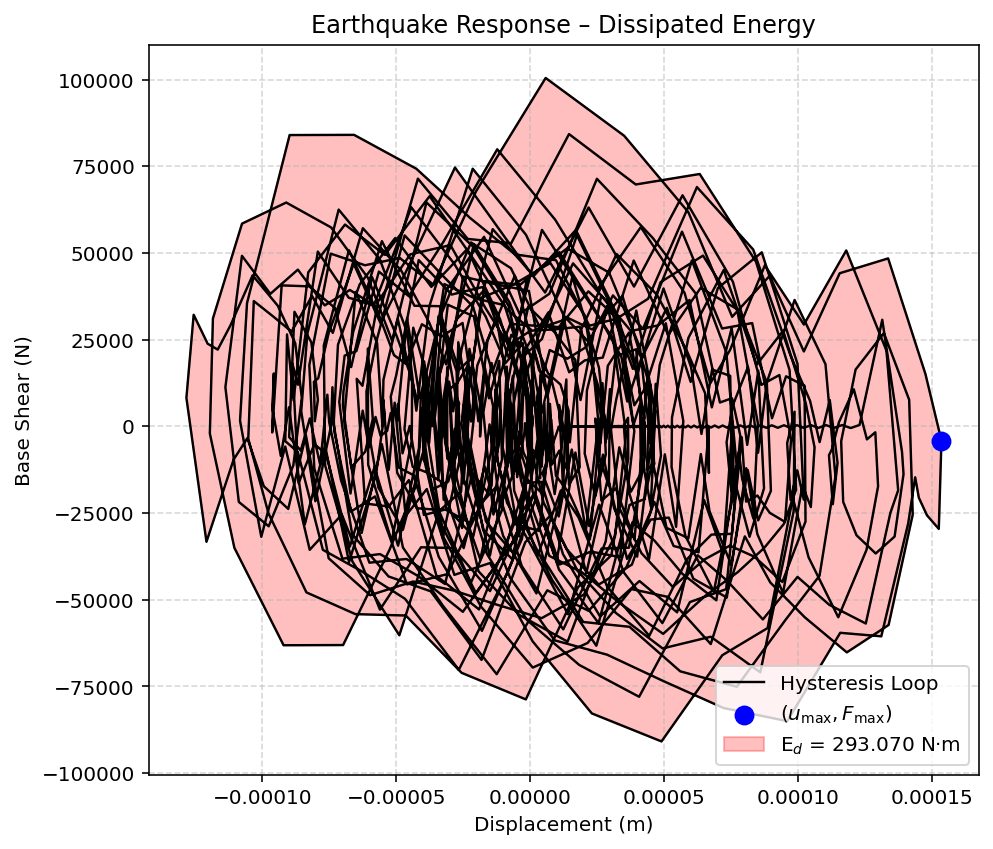 Earthquake Response – Dissipated Energy
Base Shear (N)
100000
75000
50000
25000
0
−25000
−50000
−75000
−100000
Hysteresis Loop
(u_max, F_max)
E_d = 293.070 N·m
−0.00010
−0.00005
0.00000
0.00005
0.00010
0.00015
Displacement (m)